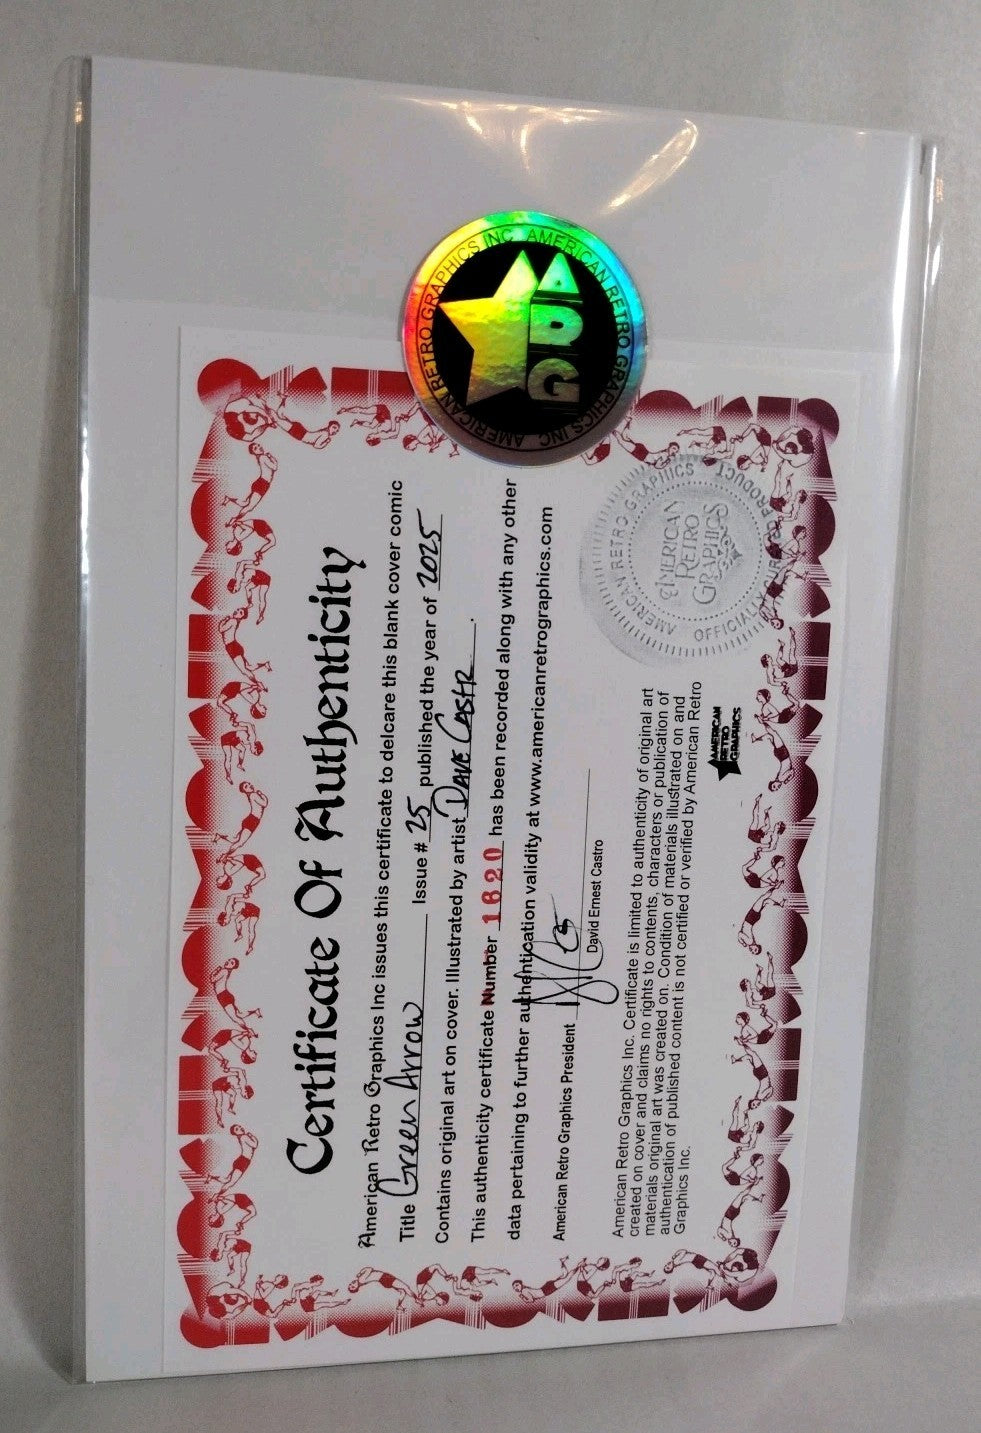 Certificate Of Authenticity
American Retro Graphics Inc issues this certificate to delcare this blank cover comic
Title Green Arrow Issue # 25 published the year of 2025
Contains original art on cover. Illustrated by artist Dave Castr.
This authenticity certificate Number 1620 has been recorded along with any other
data pertaining to further authentication validity at www.americanretrographics.com
American Retro Graphics President
David Ernest Castro
American Retro Graphics Inc. Certificate is limited to authenticity of original art
created on cover and claims no rights to contents, characters or publication of
materials original art was created on. Condition of materials illustrated on and
authentication of published content is not certified or verified by American Retro
Graphics Inc.
AMERICAN
RETRO
GRAPHICS
AMERICAN RETRO GRAPHICS
OFFICIALLY PRODUCT
AMERICAN
RETRO
GRAPHICS
AMERICAN RETRO GRAPHICS INC AMERICAN RETRO GRAPHICS INC
ARG